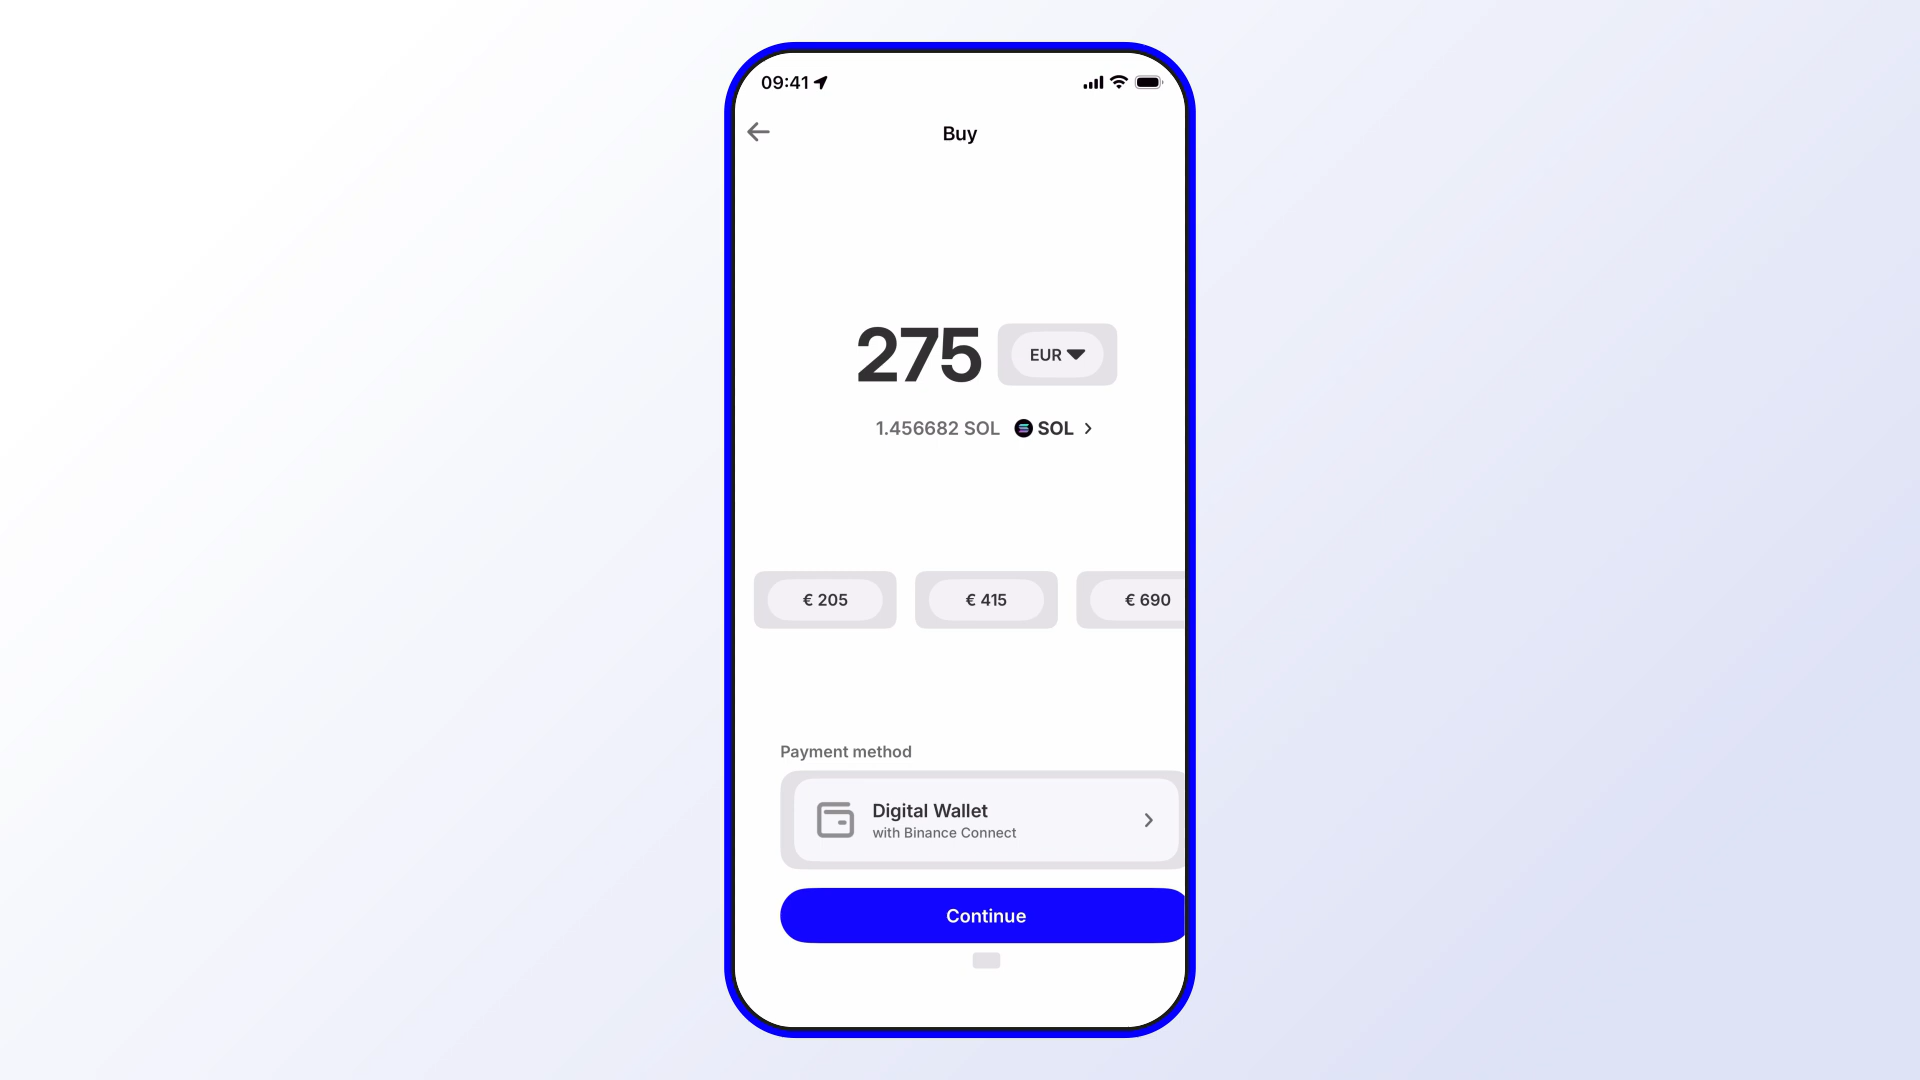 09:41
Buy
275 EUR
1.456682 SOL SOL
€ 205 € 415 € 690
Payment method
Digital Wallet
with Binance Connect
Continue